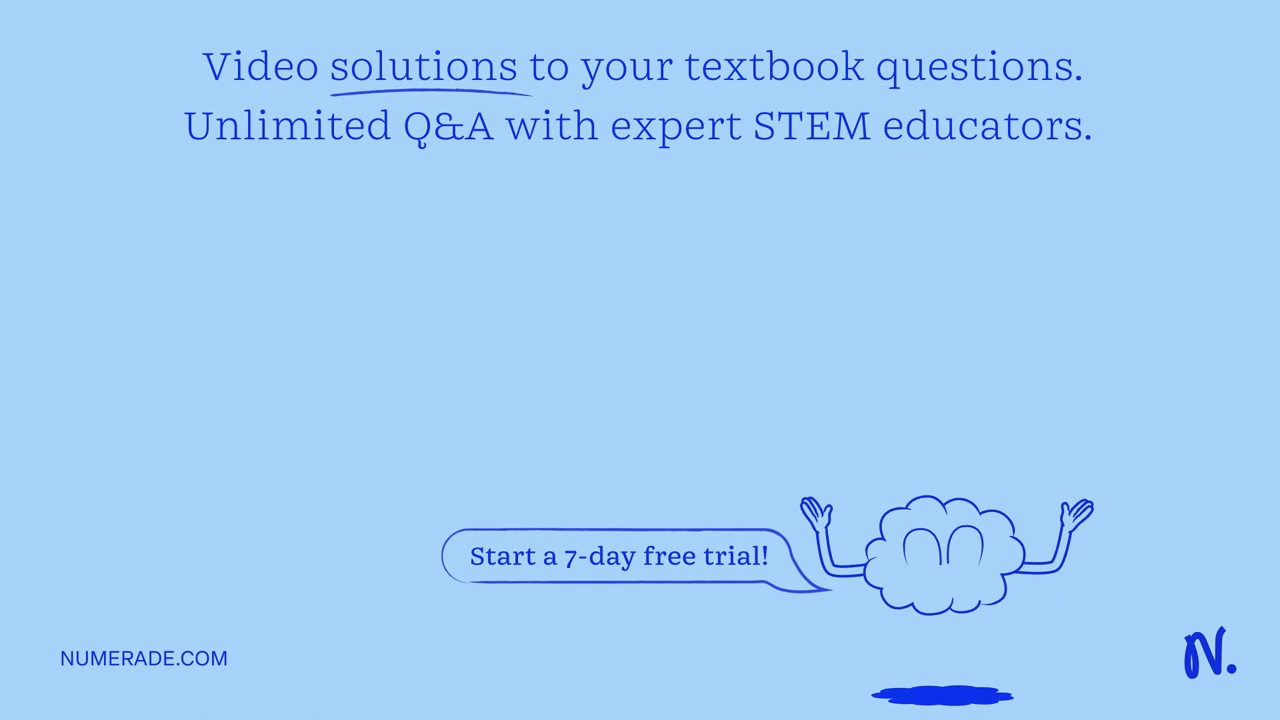 Video solutions to your textbook questions.
Unlimited Q&A with expert STEM educators.
Start a 7-day free trial!
NUMERADE.COM
N.